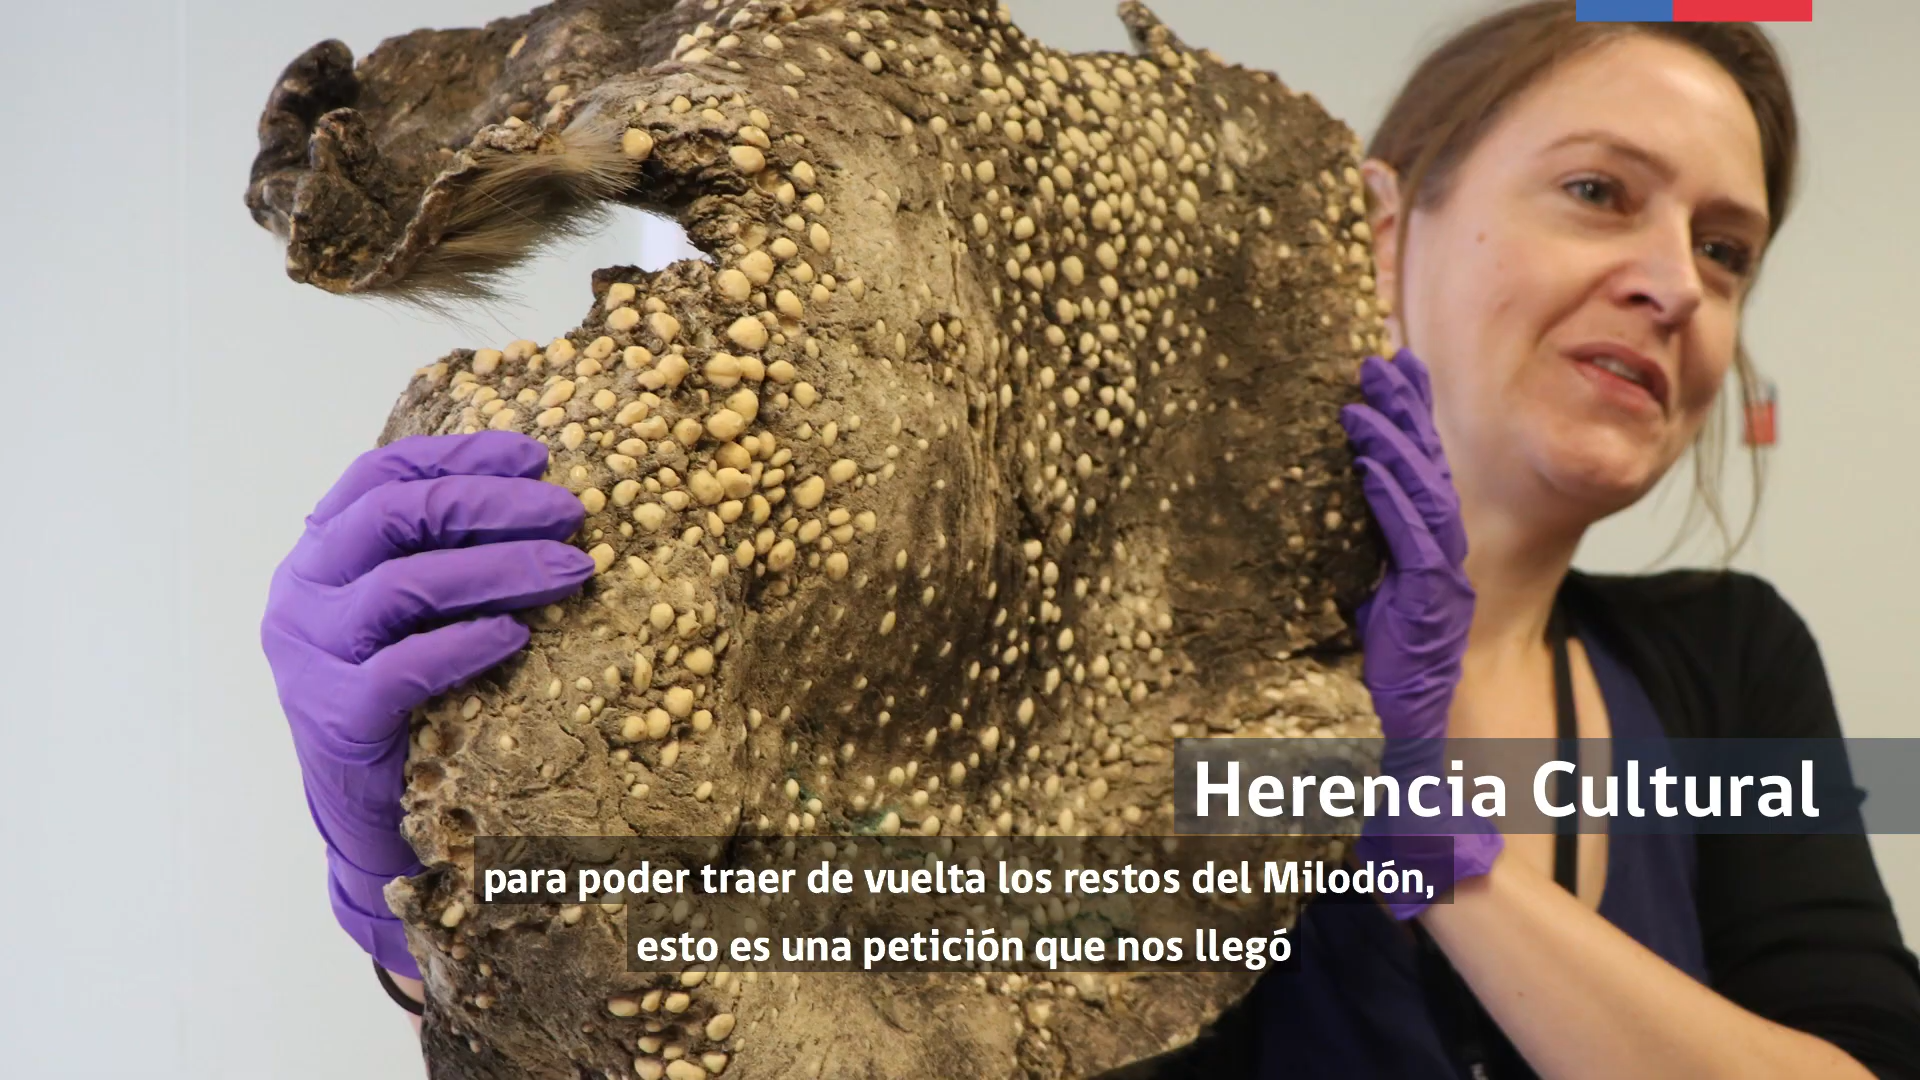 Herencia Cultural
para poder traer de vuelta los restos del Milodón,
esto es una petición que nos llegó